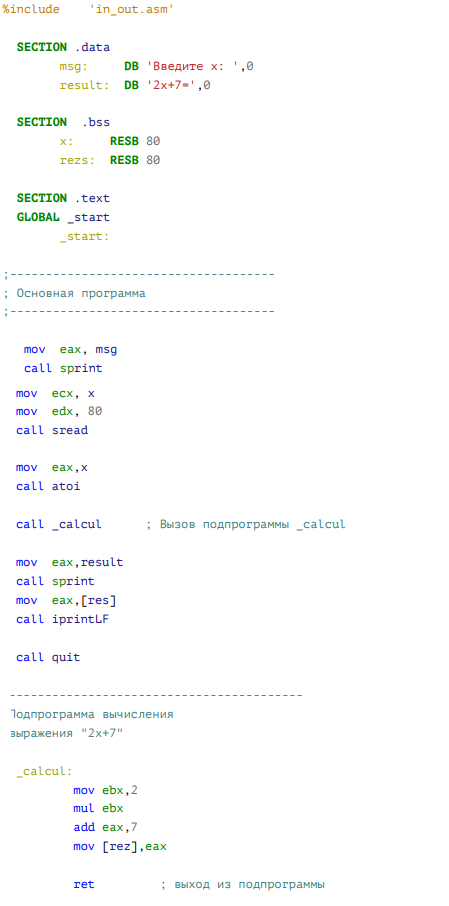 %include 'in_out.asm'
SECTION .data
msg: DB 'Введите x: ',0
result: DB '2x+7=',0
SECTION .bss
x: RESB 80
rezs: RESB 80
SECTION .text
GLOBAL _start
_start:
;-------------------------------------
; Основная программа
;-------------------------------------
mov eax, msg
call sprint
mov ecx, x
mov edx, 80
call sread
mov eax,x
call atoi
call _calcul ; Вызов подпрограммы _calcul
mov eax,result
call sprint
mov eax,[res]
call iprintLF
call quit
----------------------------------------
Подпрограмма вычисления
выражения "2x+7"
_calcul:
mov ebx,2
mul ebx
add eax,7
mov [rez],eax
ret ; выход из подпрограммы